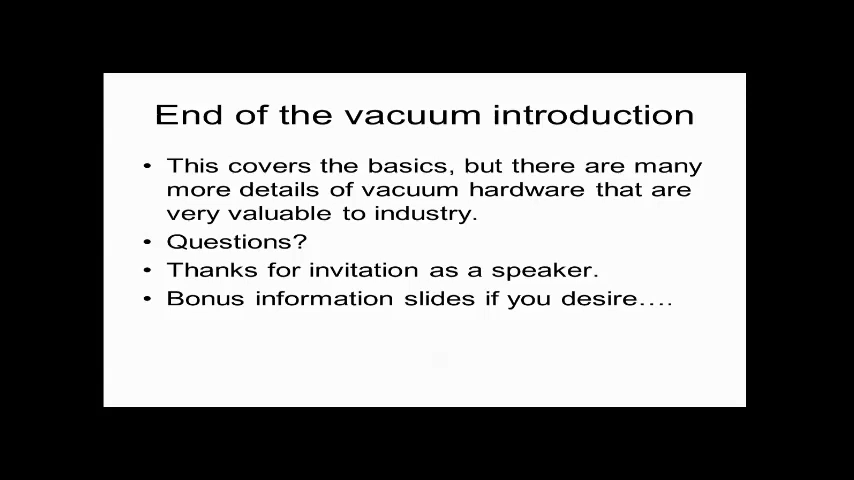 End of the vacuum introduction
• This covers the basics, but there are many
more details of vacuum hardware that are
very valuable to industry.
• Questions?
• Thanks for invitation as a speaker.
• Bonus information slides if you desire….